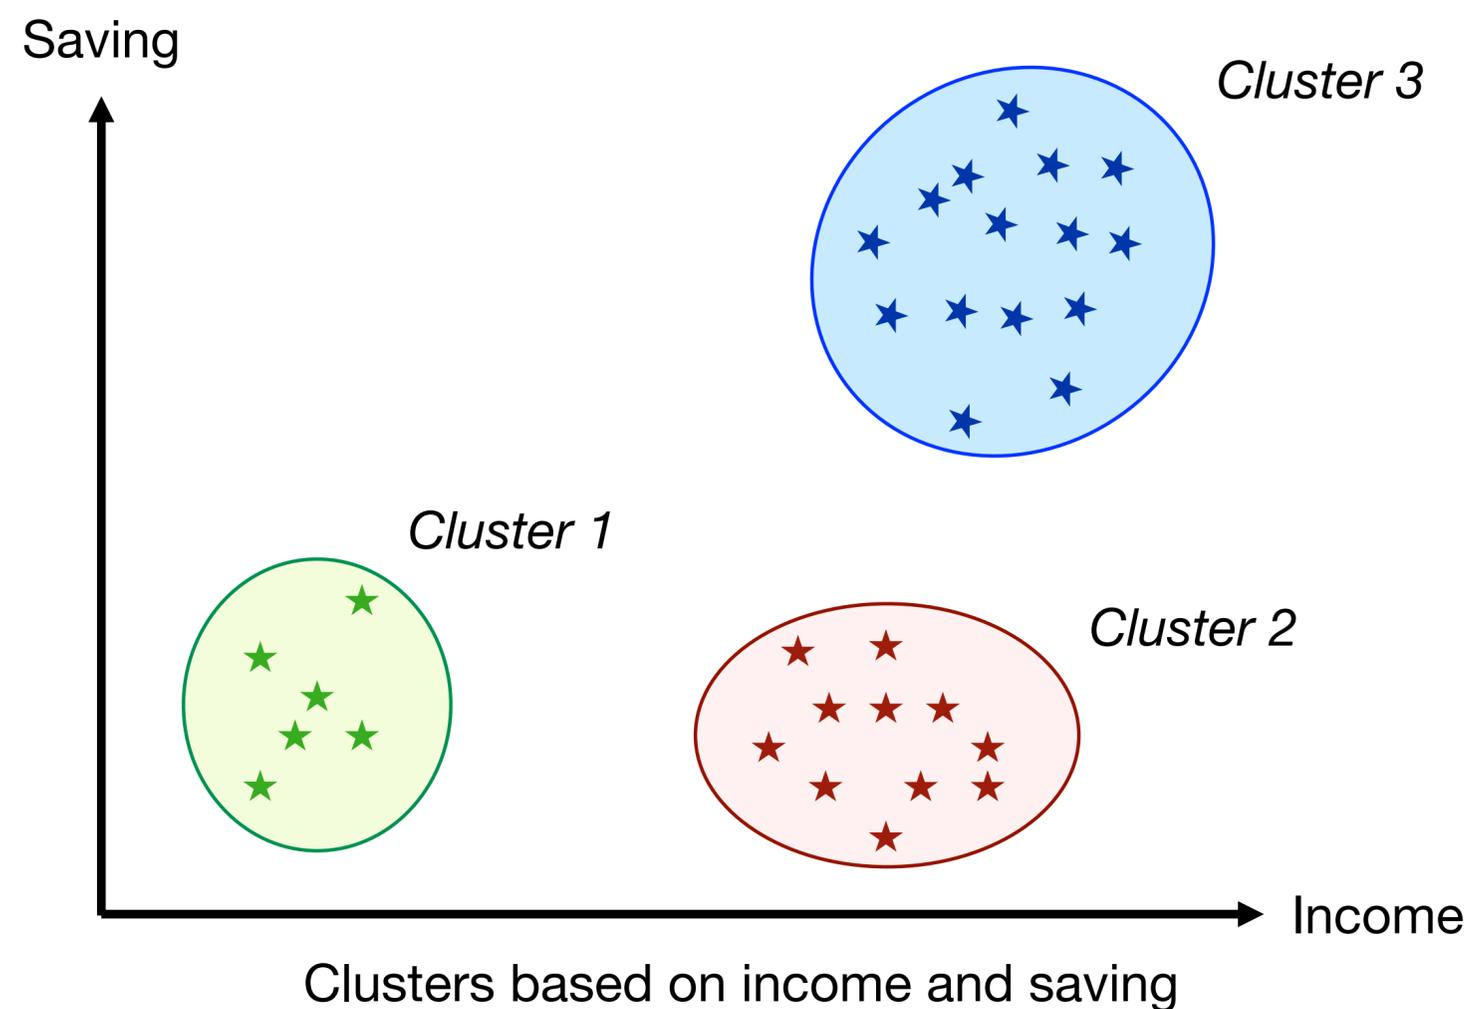 Saving
Cluster 3
Cluster 1
Cluster 2
Income
Clusters based on income and saving